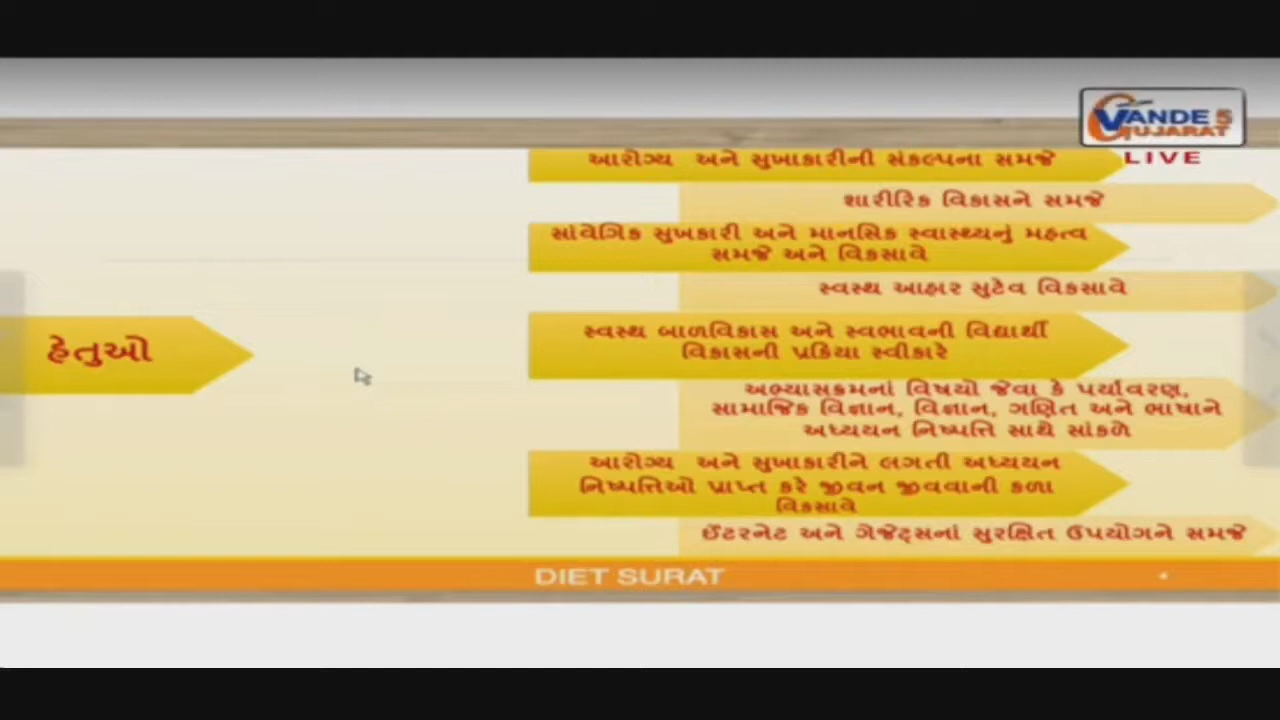 VANDE 5
GUJARAT
LIVE
આરોગ્ય અને સુખાકારીની સંકલ્પના સમજે
શારીરિક વિકાસને સમજે
સાંવેગિક સુખકારી અને માનસિક સ્વાસ્થ્યનું મહત્વ
સમજે અને વિકસાવે
સ્વસ્થ આહાર સુટેવ વિકસાવે
હેતુઓ
સ્વસ્થ બાળવિકાસ અને સ્વભાવની વિદ્યાર્થી
વિકાસની પ્રક્રિયા સ્વીકારે
અભ્યાસક્રમનાં વિષયો જેવા કે પર્યાવરણ,
સામાજિક વિજ્ઞાન, વિજ્ઞાન, ગણિત અને ભાષાને
અધ્યયન નિષ્પત્તિ સાથે સાંકળે
આરોગ્ય અને સુખાકારીને લગતી અધ્યયન
નિષ્પત્તિઓ પ્રાપ્ત કરે જીવન જીવવાની કળા
વિકસાવે
ઈંટરનેટ અને ગેજેટ્સનાં સુરક્ષિત ઉપયોગને સમજે
DIET SURAT